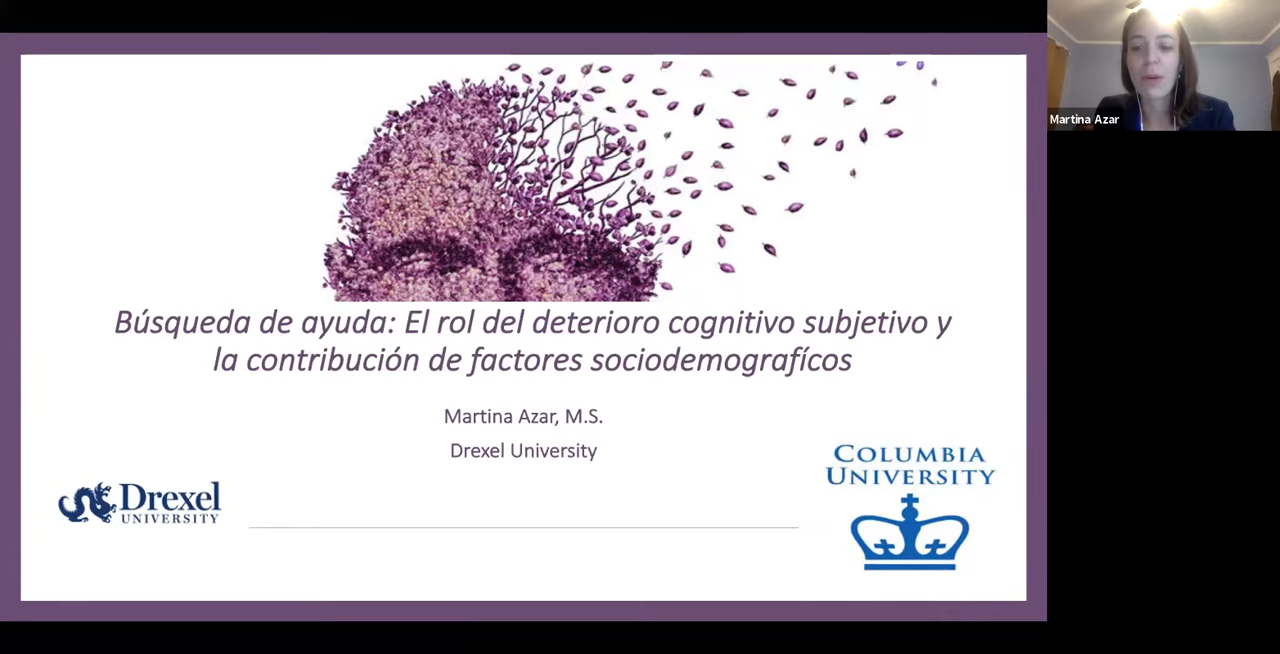 Búsqueda de ayuda: El rol del deterioro cognitivo subjetivo y
la contribución de factores sociodemografícos
Martina Azar, M.S.
Drexel University
Drexel
UNIVERSITY
COLUMBIA
UNIVERSITY
Martina Azar